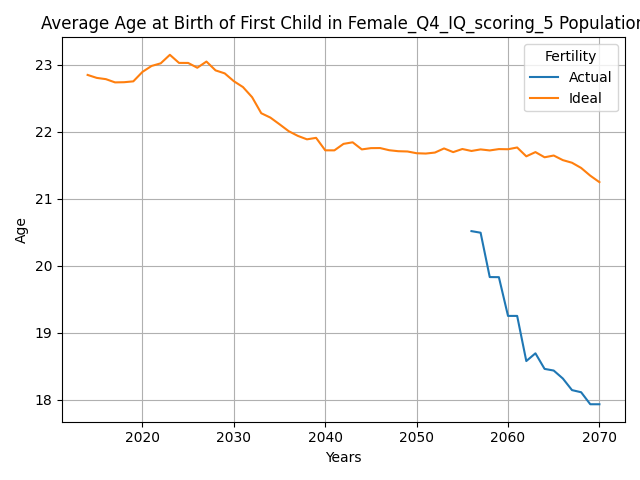 Average Age at Birth of First Child in Female_Q4_IQ_scoring_5 Population
Fertility
Actual
Ideal
23
22
21
20
19
18
Age
2020
2030
2040
2050
2060
2070
Years